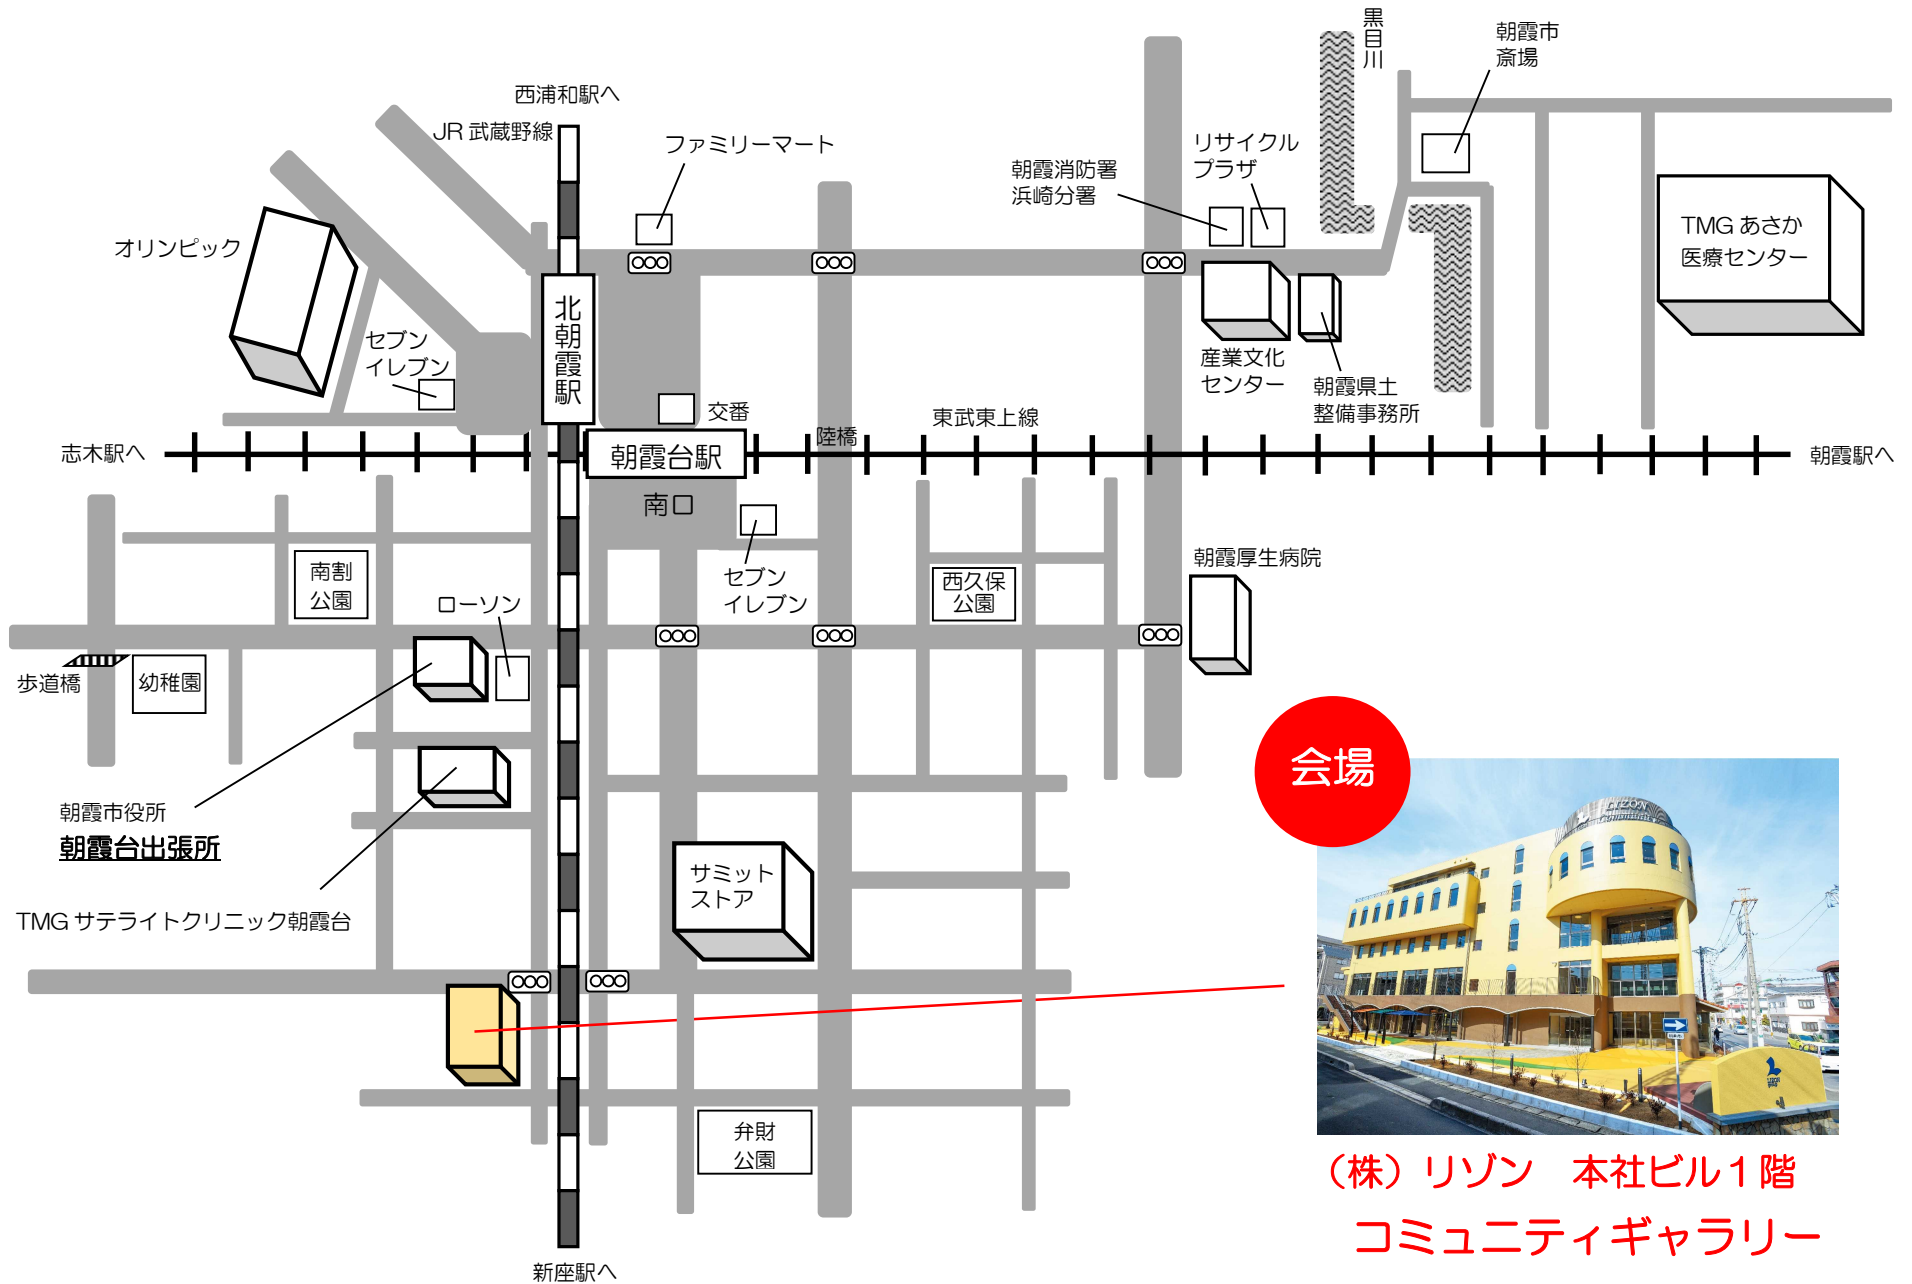 黒目川
朝霞市
斎場
西浦和駅へ
JR 武蔵野線
ファミリーマート
リサイクル
プラザ
朝霞消防署
浜崎分署
オリンピック
TMG あさか
医療センター
北朝霞駅
セブン
イレブン
産業文化
センター
朝霞県土
整備事務所
交番
陸橋
東武東上線
志木駅へ
朝霞台駅
朝霞駅へ
南口
南割
公園
ローソン
セブン
イレブン
西久保
公園
朝霞厚生病院
歩道橋
幼稚園
会場
朝霞市役所
朝霞台出張所
サミット
ストア
TMG サテライトクリニック朝霞台
LIZON
弁財
公園
（株）リゾン　本社ビル１階
コミュニティギャラリー
新座駅へ